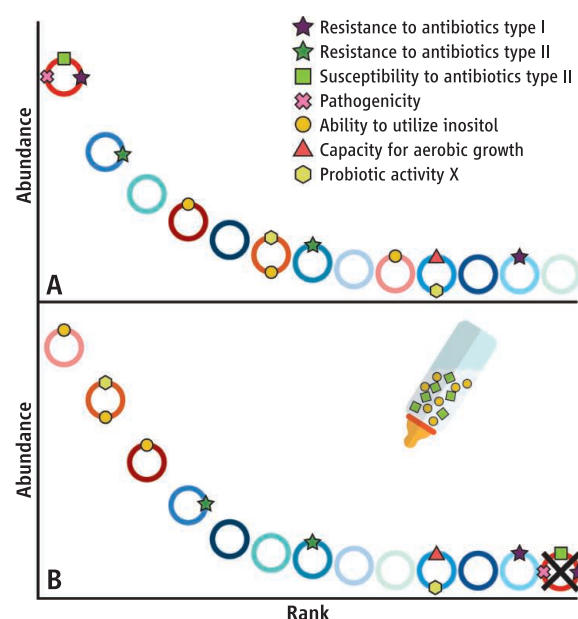 Resistance to antibiotics type I
Resistance to antibiotics type II
Susceptibility to antibiotics type II
Pathogenicity
Ability to utilize inositol
Capacity for aerobic growth
Probiotic activity X
Abundance
A
Abundance
B
Rank